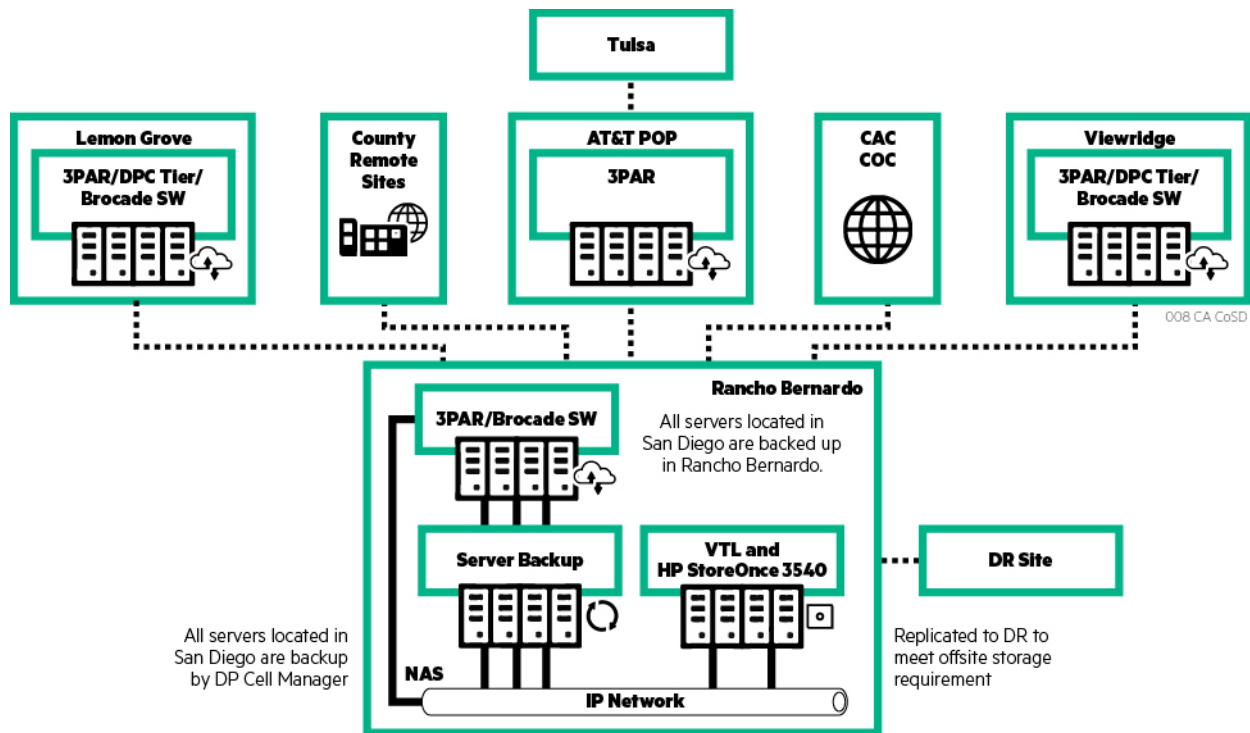 Tulsa
Lemon Grove
3PAR/DPC Tier/
Brocade SW
County
Remote
Sites
AT&T POP
3PAR
CAC
COC
Viewridge
3PAR/DPC Tier/
Brocade SW
008 CA CoSD
Rancho Bernardo
3PAR/Brocade SW
All servers located in
San Diego are backed up
in Rancho Bernardo.
Server Backup
VTL and
HP StoreOnce 3540
DR Site
All servers located in
San Diego are backup
by DP Cell Manager
Replicated to DR to
meet offsite storage
requirement
NAS
IP Network